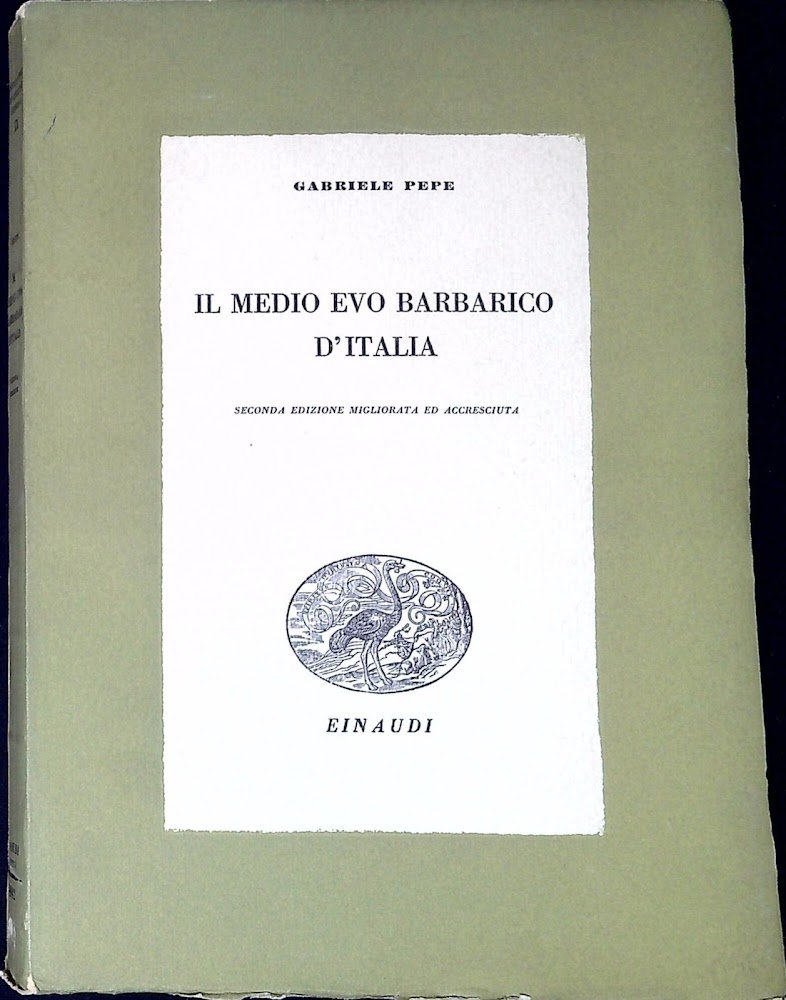 GABRIELE PEPE
IL MEDIO EVO BARBARICO
D'ITALIA
SECONDA EDIZIONE MIGLIORATA ED ACCRESCIUTA
EINAUDI